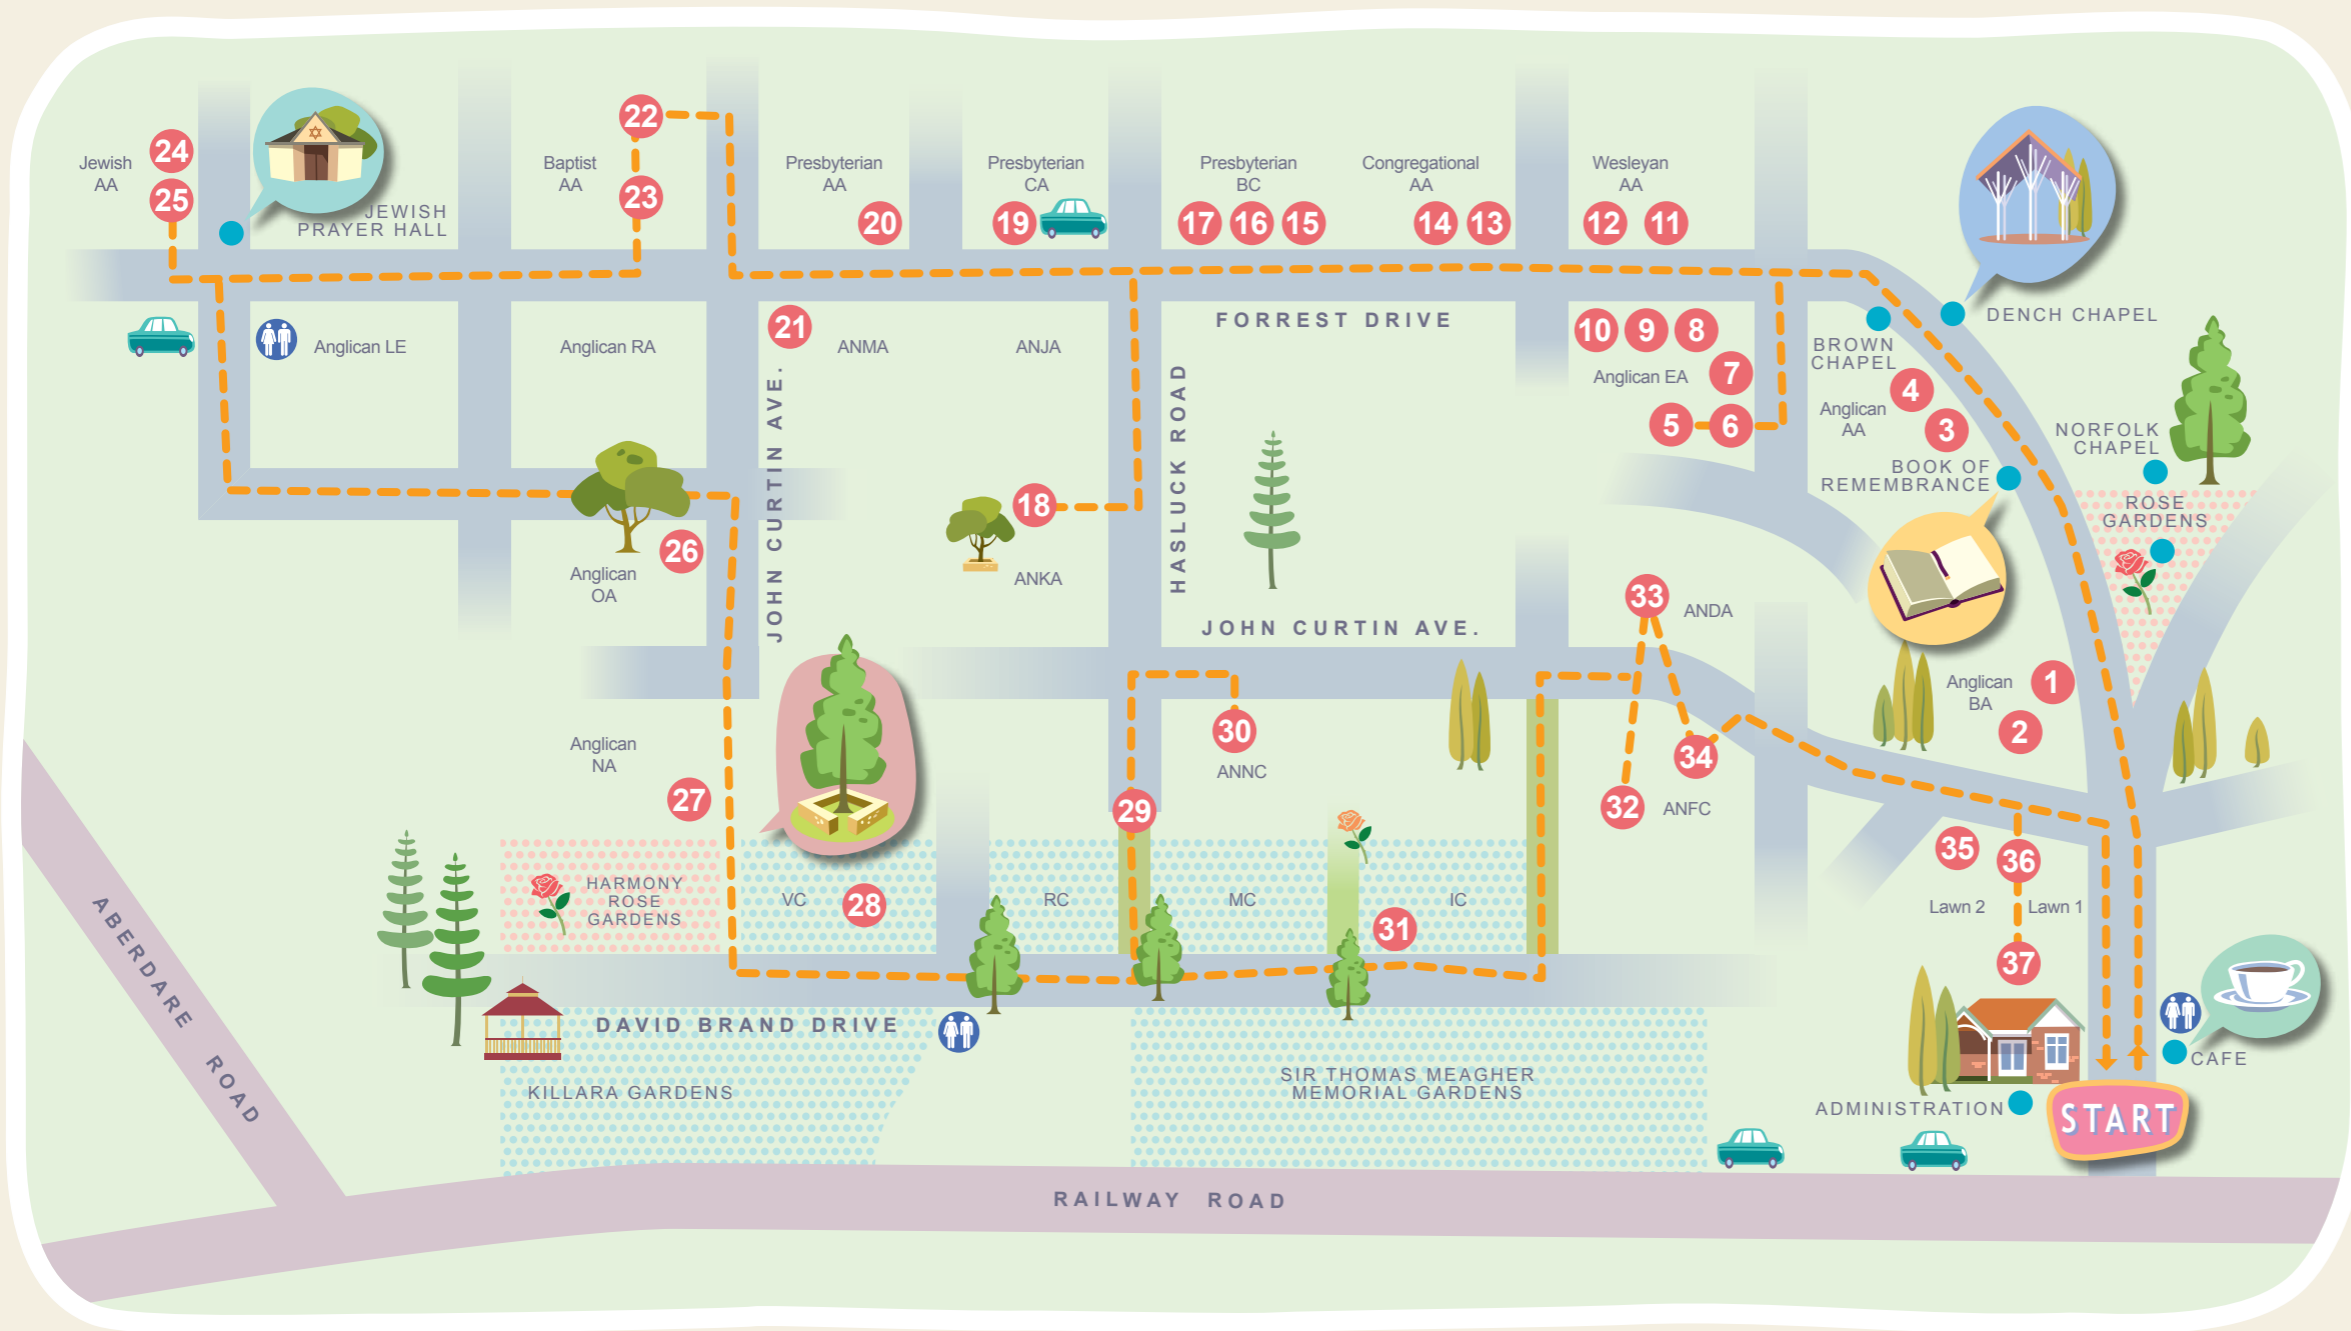 22
24
Jewish
AA
25
JEWISH
PRAYER HALL
Baptist
AA
23
Presbyterian
AA
20
Presbyterian
CA
19
Presbyterian
BC
17 16 15
Congregational
AA
14 13
Wesleyan
AA
12 11
DENCH CHAPEL
FORREST DRIVE
Anglican LE
Anglican RA
21
ANMA
ANJA
10 9 8
Anglican EA
7
5 6
BROWN
CHAPEL
4
Anglican
AA
3
NORFOLK
CHAPEL
BOOK OF
REMEMBRANCE
ROSE
GARDENS
JOHN CURTIN AVE.
HASLUCK ROAD
18
ANKA
26
Anglican
OA
33
ANDA
JOHN CURTIN AVE.
Anglican
BA
1
2
Anglican
NA
27
30
ANNC
34
32
ANFC
29
35
36
HARMONY
ROSE
GARDENS
VC
28
RC
MC
IC
31
Lawn 2
Lawn 1
37
ABERDARE ROAD
DAVID BRAND DRIVE
KILLARA GARDENS
SIR THOMAS MEAGHER
MEMORIAL GARDENS
CAFE
ADMINISTRATION
START
RAILWAY ROAD